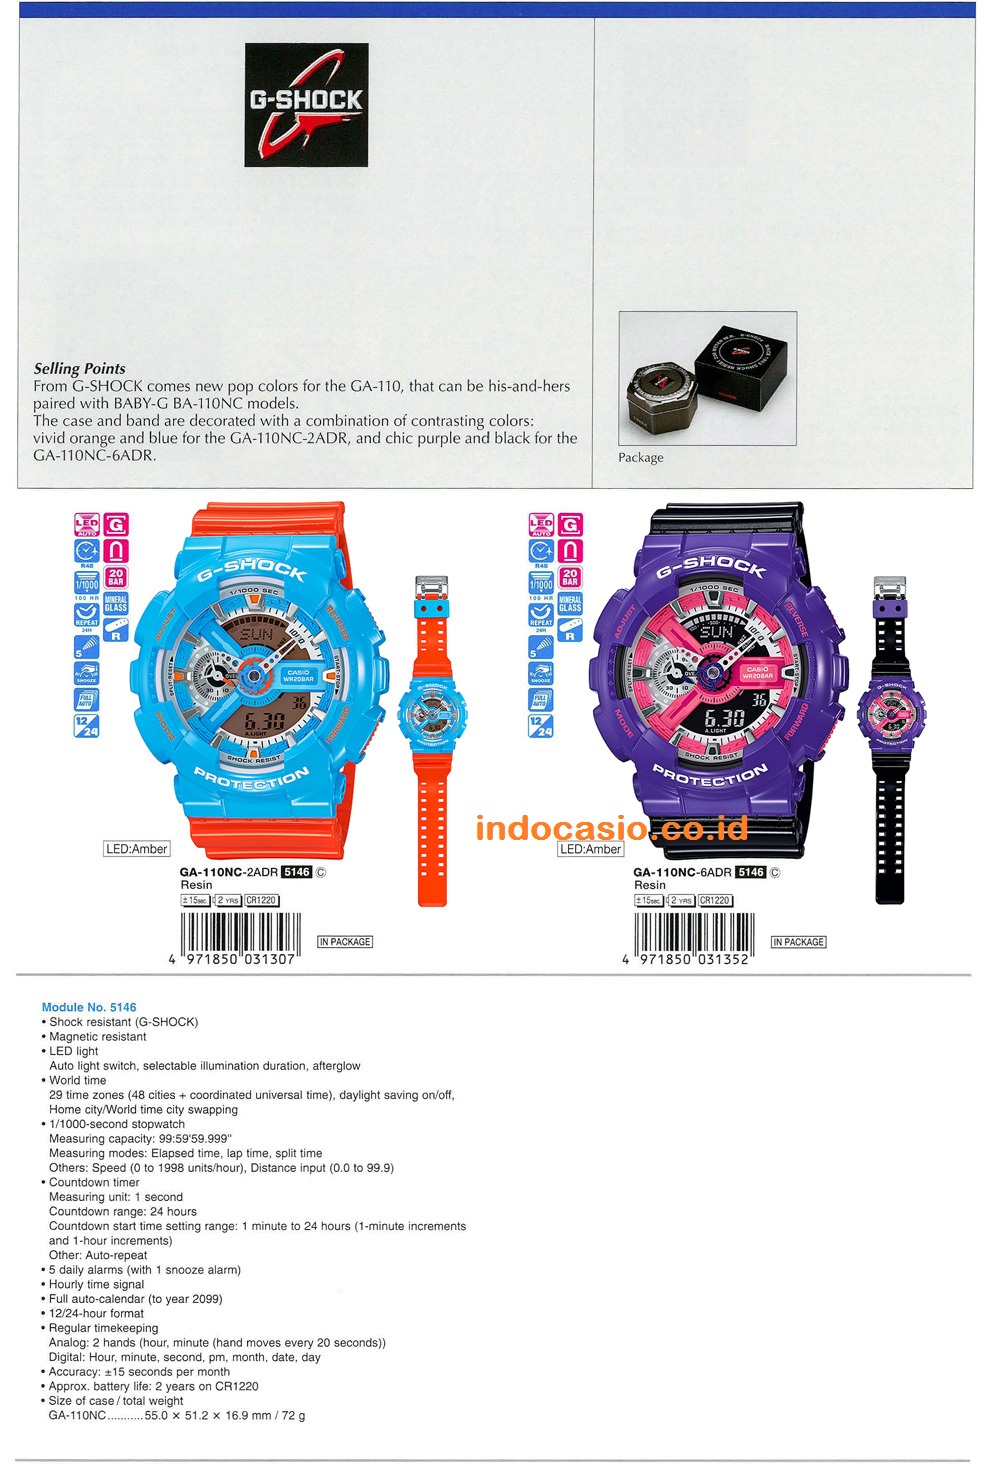 G-SHOCK
Selling Points
From G-SHOCK comes new pop colors for the GA-110, that can be his-and-hers
paired with BABY-G BA-110NC models.
The case and band are decorated with a combination of contrasting colors:
vivid orange and blue for the GA-110NC-2ADR, and chic purple and black for the
GA-110NC-6ADR.
Package
LED
AUTO
G
R48
20
BAR
1/1000
100 HR
MINERAL
GLASS
REPEAT
24H
R
5
SNOOZE
FULL
AUTO
12/24
G-SHOCK
1/1000 SEC
ADJUST
REVERSE
SUN
CASIO
WR20BAR
SPLIT-RESET
START-STOP
36
6.30
A.LIGHT
MODE
FORWARD
SHOCK RESIST
PROTECTION
LED:Amber
GA-110NC-2ADR 5146 C
Resin
±15sec. 2 YRS CR1220
4 971850 031307
IN PACKAGE
LED
AUTO
G
R48
20
BAR
1/1000
100 HR
MINERAL
GLASS
REPEAT
24H
R
5
SNOOZE
FULL
AUTO
12/24
G-SHOCK
1/1000 SEC
ADJUST
REVERSE
SUN
CASIO
WR20BAR
SPLIT-RESET
START-STOP
36
6.30
A.LIGHT
MODE
FORWARD
SHOCK RESIST
PROTECTION
indocasio.co.id
LED:Amber
GA-110NC-6ADR 5146 C
Resin
±15sec. 2 YRS CR1220
4 971850 031352
IN PACKAGE
Module No. 5146
• Shock resistant (G-SHOCK)
• Magnetic resistant
• LED light
Auto light switch, selectable illumination duration, afterglow
• World time
29 time zones (48 cities + coordinated universal time), daylight saving on/off,
Home city/World time city swapping
• 1/1000-second stopwatch
Measuring capacity: 99:59'59.999"
Measuring modes: Elapsed time, lap time, split time
Others: Speed (0 to 1998 units/hour), Distance input (0.0 to 99.9)
• Countdown timer
Measuring unit: 1 second
Countdown range: 24 hours
Countdown start time setting range: 1 minute to 24 hours (1-minute increments
and 1-hour increments)
Other: Auto-repeat
• 5 daily alarms (with 1 snooze alarm)
• Hourly time signal
• Full auto-calendar (to year 2099)
• 12/24-hour format
• Regular timekeeping
Analog: 2 hands (hour, minute (hand moves every 20 seconds))
Digital: Hour, minute, second, pm, month, date, day
• Accuracy: ±15 seconds per month
• Approx. battery life: 2 years on CR1220
• Size of case / total weight
GA-110NC...........55.0 × 51.2 × 16.9 mm / 72 g